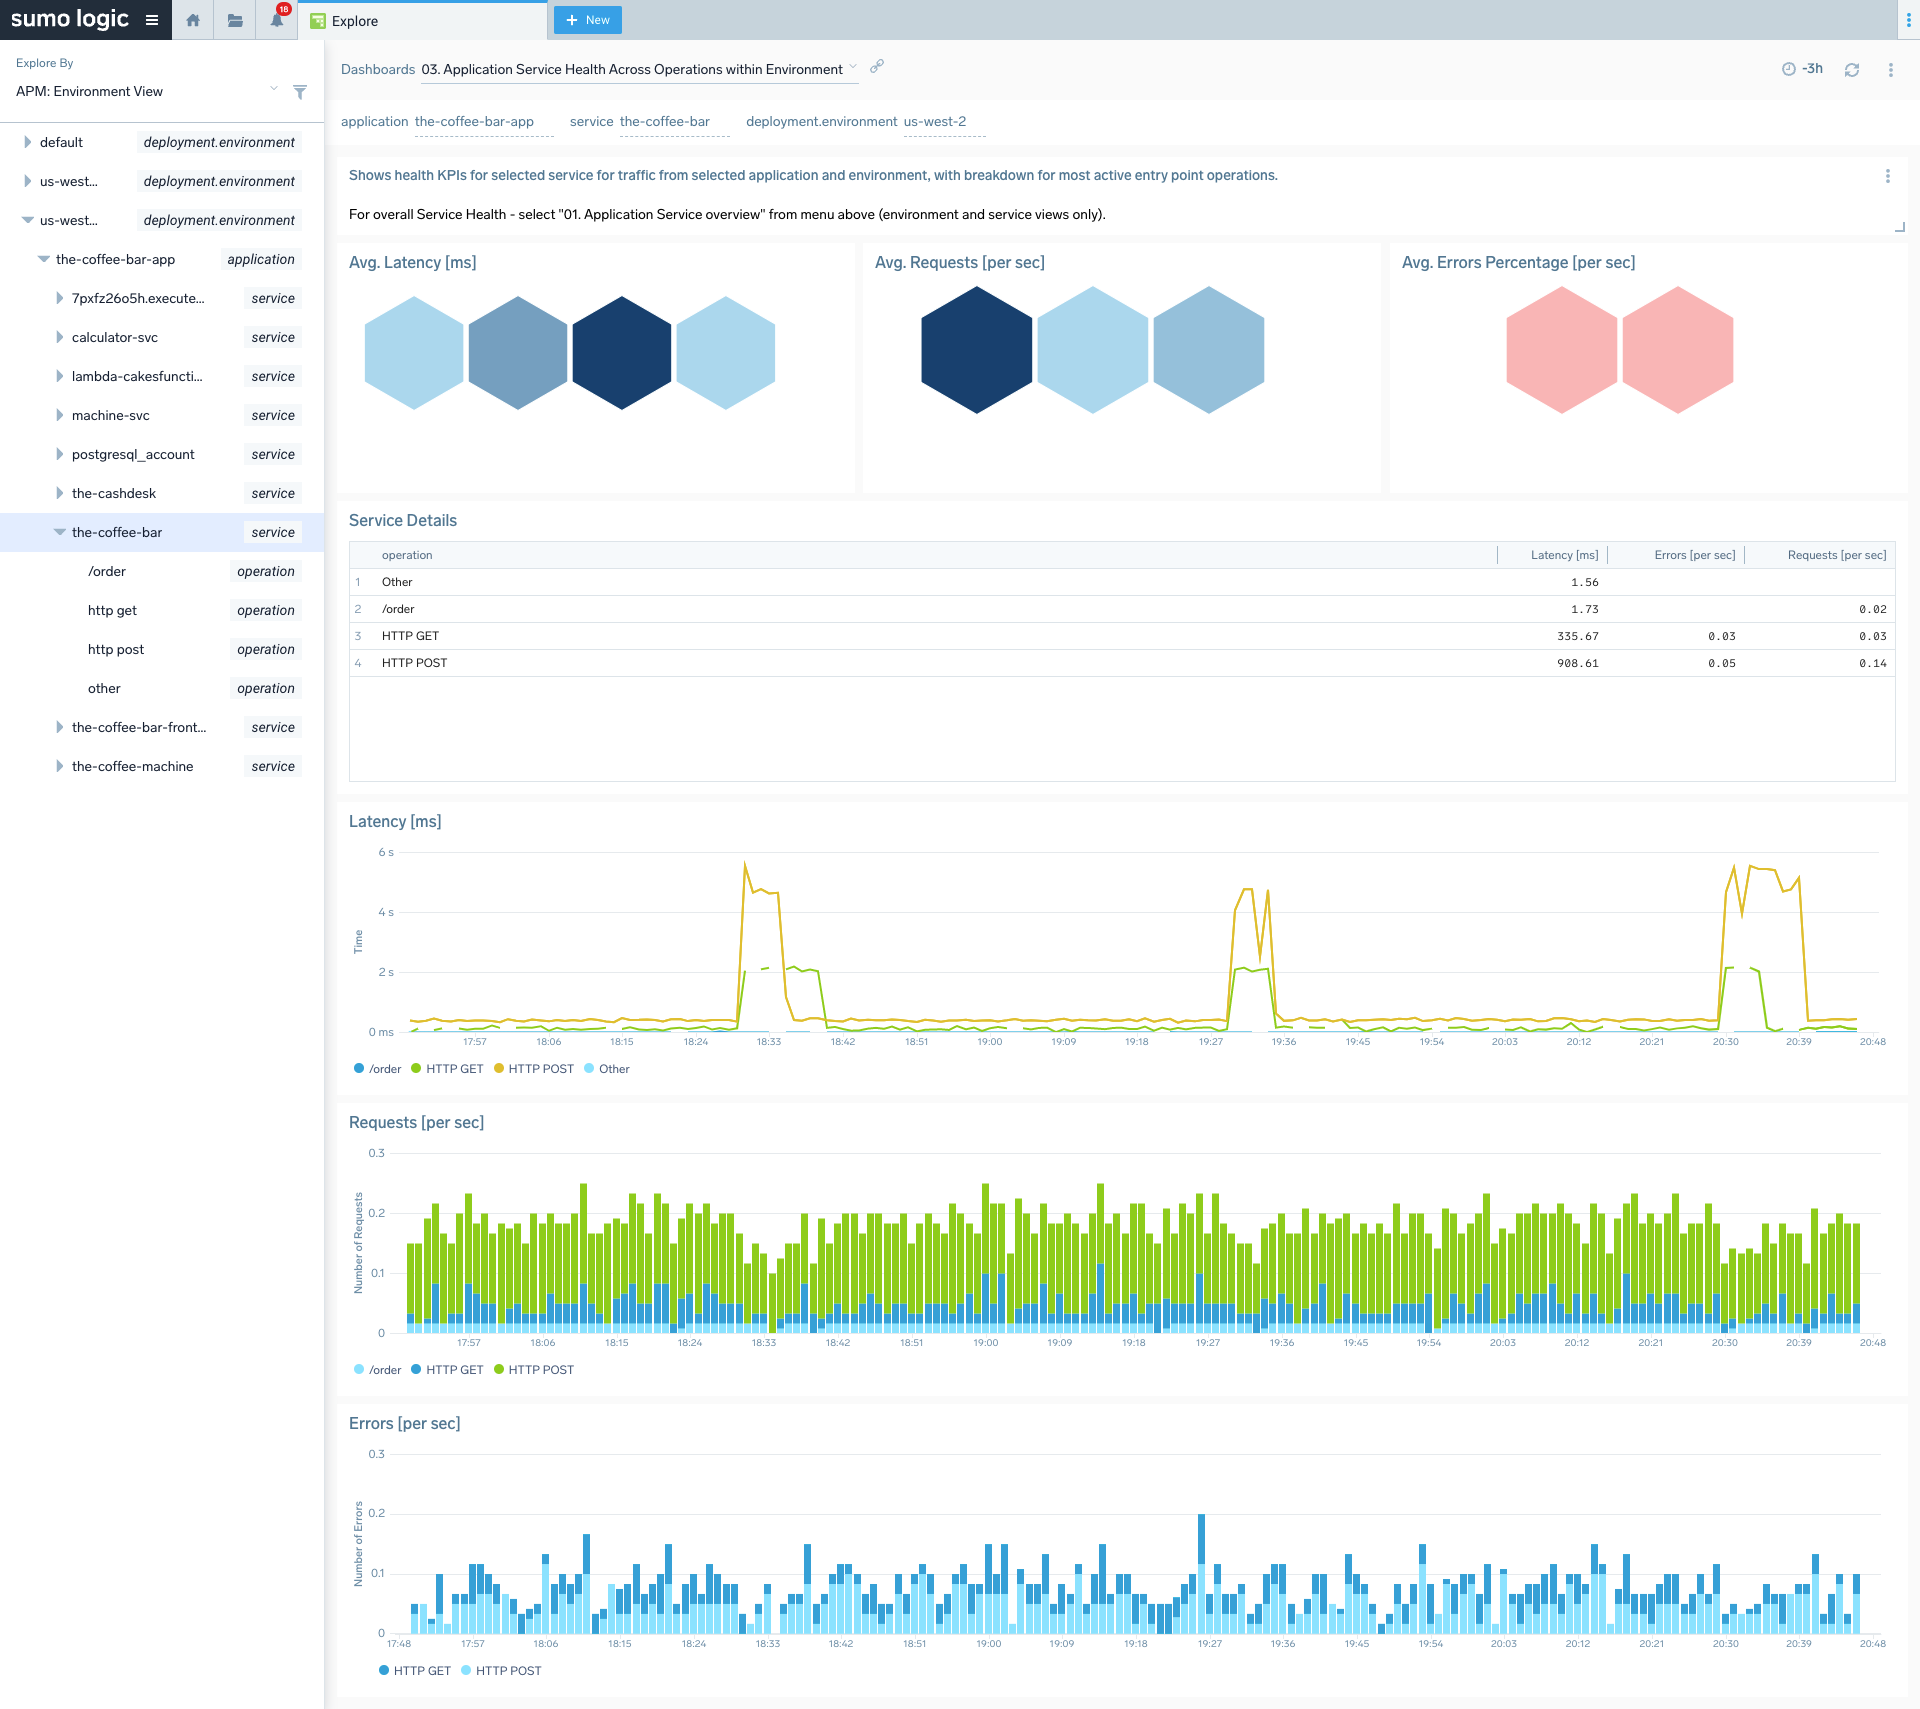 sumo logic
18
Explore
+ New
Explore By
APM: Environment View
default deployment.environment
us-west... deployment.environment
us-west... deployment.environment
the-coffee-bar-app application
7pxfz26o5h.execute... service
calculator-svc service
lambda-cakesfuncti... service
machine-svc service
postgresql_account service
the-cashdesk service
the-coffee-bar service
/order operation
http get operation
http post operation
other operation
the-coffee-bar-front... service
the-coffee-machine service
Dashboards 03. Application Service Health Across Operations within Environment
-3h
application the-coffee-bar-app service the-coffee-bar deployment.environment us-west-2
Shows health KPIs for selected service for traffic from selected application and environment, with breakdown for most active entry point operations.
For overall Service Health - select "01. Application Service overview" from menu above (environment and service views only).
Avg. Latency [ms]
Avg. Requests [per sec]
Avg. Errors Percentage [per sec]
Service Details
operation Latency [ms] Errors [per sec] Requests [per sec]
1 Other 1.56
2 /order 1.73 0.02
3 HTTP GET 335.67 0.03 0.03
4 HTTP POST 908.61 0.05 0.14
Latency [ms]
Time
6 s
4 s
2 s
0 ms
17:57 18:06 18:15 18:24 18:33 18:42 18:51 19:00 19:09 19:18 19:27 19:36 19:45 19:54 20:03 20:12 20:21 20:30 20:39 20:48
/order HTTP GET HTTP POST Other
Requests [per sec]
Number of Requests
0.3
0.2
0.1
0
17:57 18:06 18:15 18:24 18:33 18:42 18:51 19:00 19:09 19:18 19:27 19:36 19:45 19:54 20:03 20:12 20:21 20:30 20:39 20:48
/order HTTP GET HTTP POST
Errors [per sec]
Number of Errors
0.3
0.2
0.1
0
17:48 17:57 18:06 18:15 18:24 18:33 18:42 18:51 19:00 19:09 19:18 19:27 19:36 19:45 19:54 20:03 20:12 20:21 20:30 20:39 20:48
HTTP GET HTTP POST